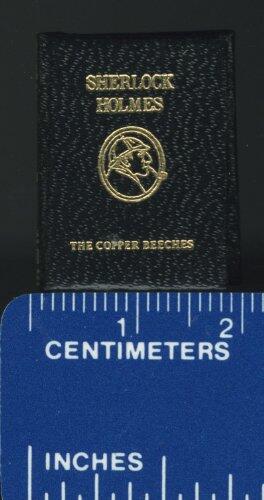 SHERLOCK
HOLMES
THE COPPER BEECHES
1 2
CENTIMETERS
INCHES